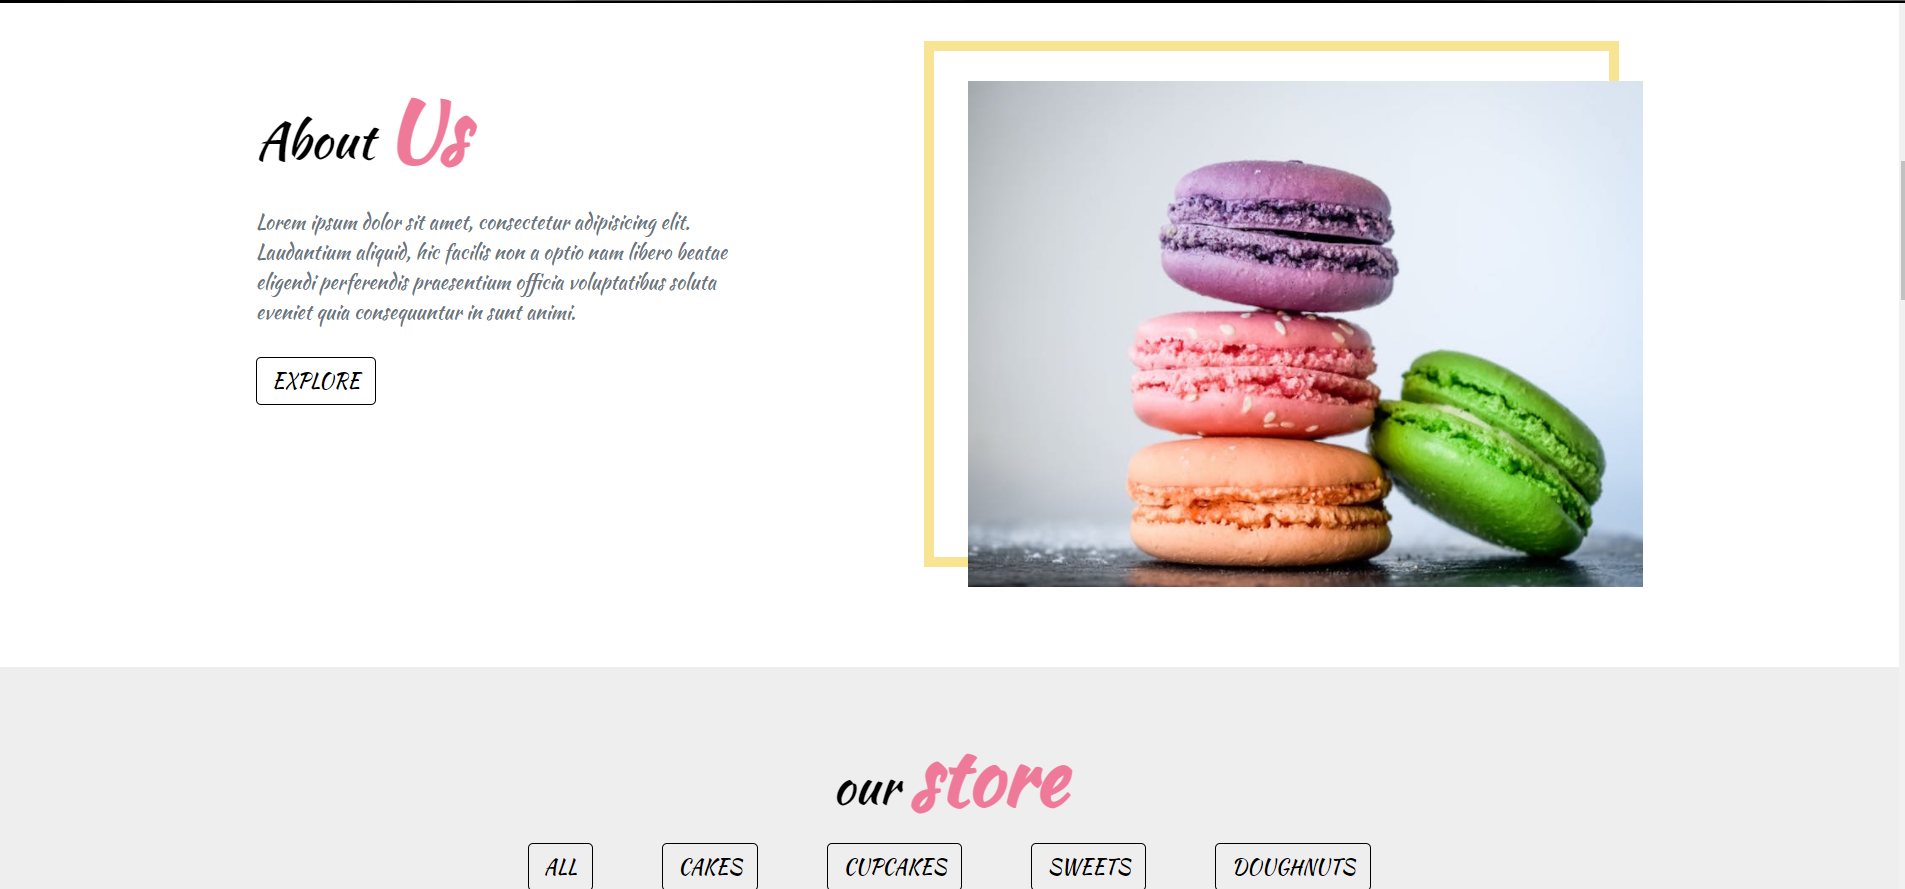 About Us
Lorem ipsum dolor sit amet, consectetur adipisicing elit.
Laudantium aliquid, hic facilis non a optio nam libero beatae
eligendi perferendis praesentium officia voluptatibus soluta
eveniet quia consequuntur in sunt animi.
EXPLORE
our store
ALL CAKES CUPCAKES SWEETS DOUGHNUTS